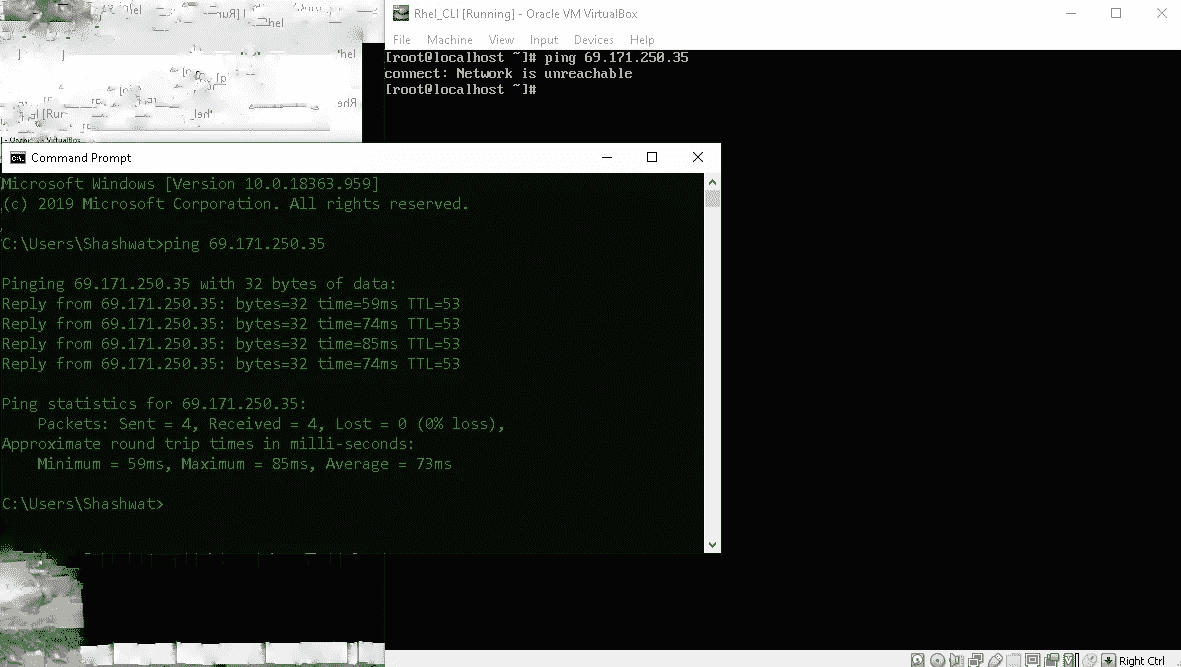 Rhel_CLI [Running] - Oracle VM VirtualBox
File Machine View Input Devices Help
[root@localhost ~]# ping 69.171.250.35
connect: Network is unreachable
[root@localhost ~]#
Command Prompt
Microsoft Windows [Version 10.0.18363.959]
(c) 2019 Microsoft Corporation. All rights reserved.
C:\Users\Shashwat>ping 69.171.250.35
Pinging 69.171.250.35 with 32 bytes of data:
Reply from 69.171.250.35: bytes=32 time=59ms TTL=53
Reply from 69.171.250.35: bytes=32 time=74ms TTL=53
Reply from 69.171.250.35: bytes=32 time=85ms TTL=53
Reply from 69.171.250.35: bytes=32 time=74ms TTL=53
Ping statistics for 69.171.250.35:
Packets: Sent = 4, Received = 4, Lost = 0 (0% loss),
Approximate round trip times in milli-seconds:
Minimum = 59ms, Maximum = 85ms, Average = 73ms
C:\Users\Shashwat>
Right Ctrl